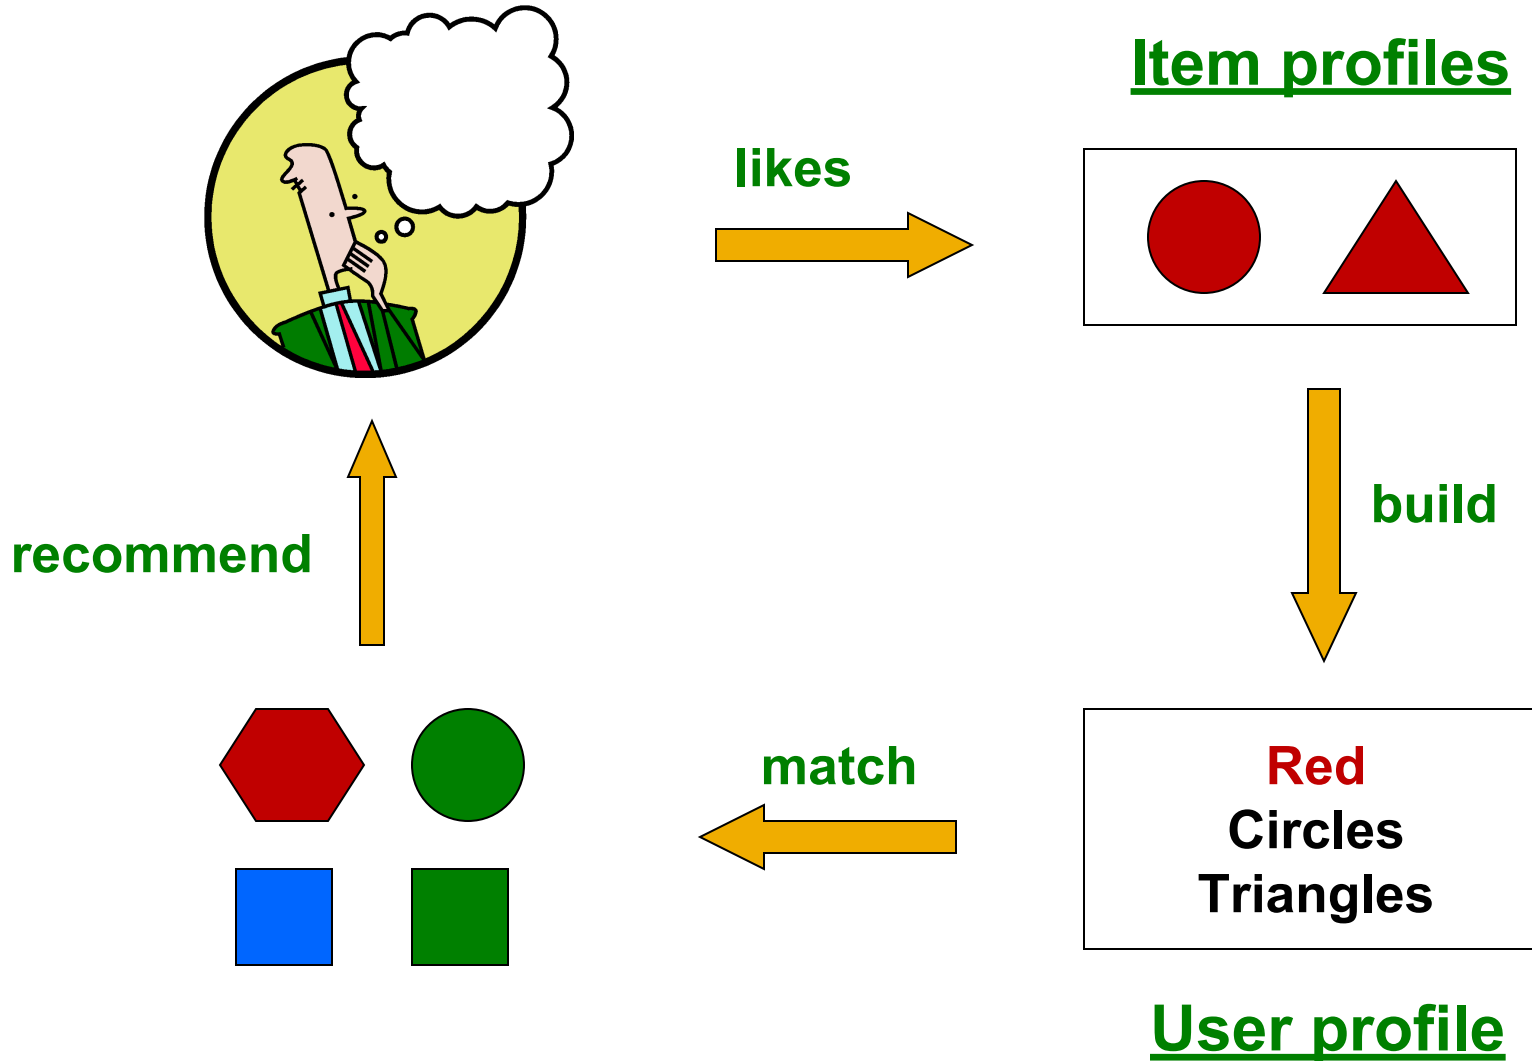 Item profiles
likes
build
recommend
match
Red
Circles
Triangles
User profile